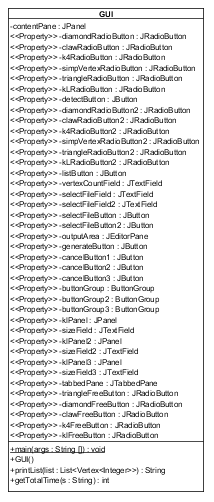 GUI
-contentPane : JPanel
<<Property>> -diamondRadioButton : JRadioButton
<<Property>> -clawRadioButton : JRadioButton
<<Property>> -k4RadioButton : JRadioButton
<<Property>> -simpVertexRadioButton : JRadioButton
<<Property>> -triangleRadioButton : JRadioButton
<<Property>> -kLRadioButton : JRadioButton
<<Property>> -detectButton : JButton
<<Property>> -diamondRadioButton2 : JRadioButton
<<Property>> -clawRadioButton2 : JRadioButton
<<Property>> -k4RadioButton2 : JRadioButton
<<Property>> -simpVertexRadioButton2 : JRadioButton
<<Property>> -triangleRadioButton2 : JRadioButton
<<Property>> -kLRadioButton2 : JRadioButton
<<Property>> -listButton : JButton
<<Property>> -vertexCountField : JTextField
<<Property>> -selectFileField : JTextField
<<Property>> -selectFileField2 : JTextField
<<Property>> -selectFileButton : JButton
<<Property>> -selectFileButton2 : JButton
<<Property>> -outputArea : JEditorPane
<<Property>> -generateButton : JButton
<<Property>> -cancelButton1 : JButton
<<Property>> -cancelButton2 : JButton
<<Property>> -cancelButton3 : JButton
<<Property>> -buttonGroup : ButtonGroup
<<Property>> -buttonGroup2 : ButtonGroup
<<Property>> -buttonGroup3 : ButtonGroup
<<Property>> -klPanel : JPanel
<<Property>> -sizeField : JTextField
<<Property>> -klPanel2 : JPanel
<<Property>> -sizeField2 : JTextField
<<Property>> -klPanel3 : JPanel
<<Property>> -sizeField3 : JTextField
<<Property>> -tabbedPane : JTabbedPane
<<Property>> -triangleFreeButton : JRadioButton
<<Property>> -diamondFreeButton : JRadioButton
<<Property>> -clawFreeButton : JRadioButton
<<Property>> -k4FreeButton : JRadioButton
<<Property>> -klFreeButton : JRadioButton
+main(args : String []) : void
+GUI()
+printList(list : List<Vertex<Integer>>) : String
+getTotalTime(s : String) : int